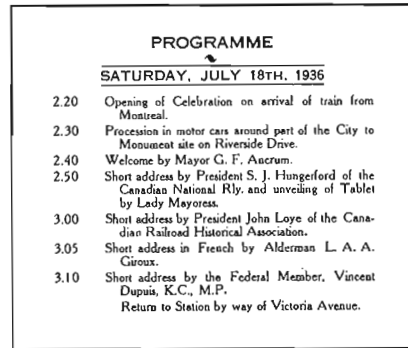 PROGRAMME
SATURDAY, JULY 18TH, 1936
2.20 Opening of Celebration on arrival of train from
Montreal.
2.30 Procession in motor cars around part of the City to
Monument site on Riverside Drive.
2.40 Welcome by Mayor G. F. Ancrum.
2.50 Short address by President S. J. Hungerford of the
Canadian National Rly. and unveiling of Tablet
by Lady Mayoress.
3.00 Short address by President John Loye of the Cana-
dian Railroad Historical Association.
3.05 Short address in French by Alderman L. A. A.
Giroux.
3.10 Short address by the Federal Member, Vincent
Dupuis, K.C., M.P.
Return to Station by way of Victoria Avenue.